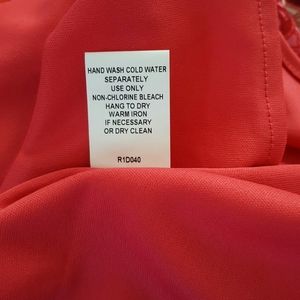 HAND WASH COLD WATER
SEPARATELY
USE ONLY
NON-CHLORINE BLEACH
HANG TO DRY
WARM IRON
IF NECESSARY
OR DRY CLEAN
R1D040